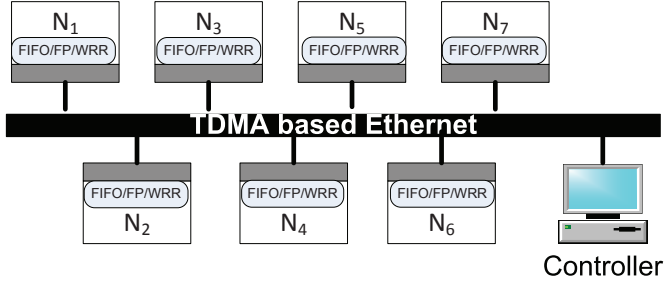 N1
N3
N5
N7
FIFO/FP/WRR
FIFO/FP/WRR
FIFO/FP/WRR
FIFO/FP/WRR
TDMA based Ethernet
FIFO/FP/WRR
FIFO/FP/WRR
FIFO/FP/WRR
N2
N4
N6
Controller